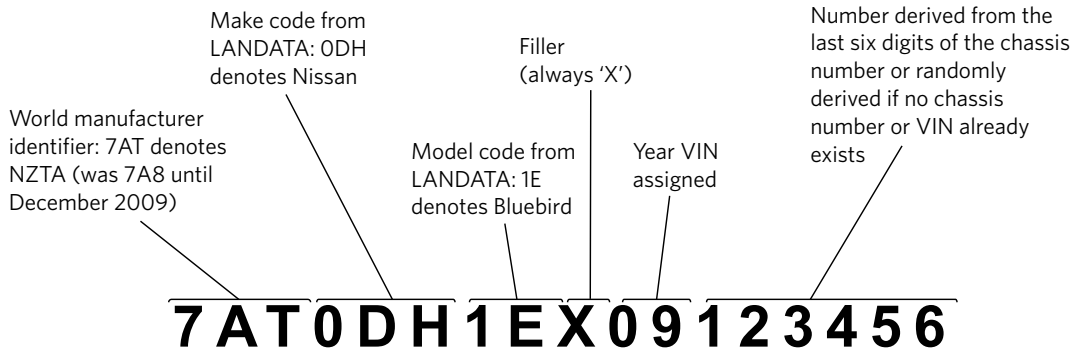 World manufacturer
identifier: 7AT denotes
NZTA (was 7A8 until
December 2009)
Make code from
LANDATA: 0DH
denotes Nissan
Model code from
LANDATA: 1E
denotes Bluebird
Filler
(always ‘X’)
Year VIN
assigned
Number derived from the
last six digits of the chassis
number or randomly
derived if no chassis
number or VIN already
exists
7AT0DH1EX09123456